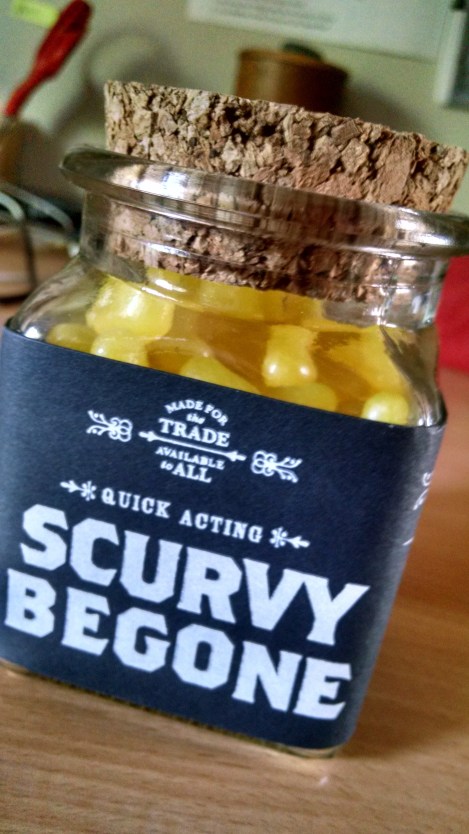 MADE FOR
the
TRADE
AVAILABLE
to ALL
QUICK ACTING
SCURVY
BEGONE